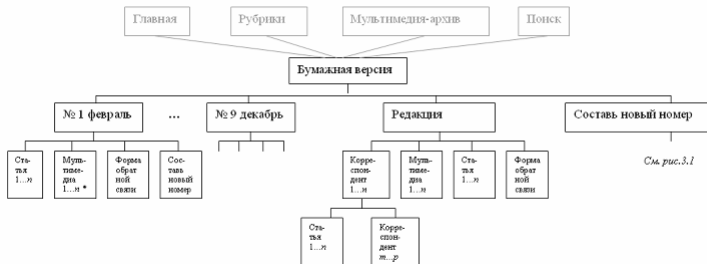 Главная Рубрики Мультимедия-архив Поиск
Бумажная версия
№ 1 февраль ... № 9 декабрь Редакция Составь новый номер
См. рис.3.1
Ста-
тья
1...n
Муль-
тиме-
диа
1...n *
Форма
обрат
ной
связи
Сос-
тавь
новый
номер
Корре-
спон-
дент
1...n
Муль-
тиме-
диа
1...n
Ста-
тья
1...n
Форма
обрат
ной
связи
Ста-
тья
1...n
Корре-
спон-
дент
m...p